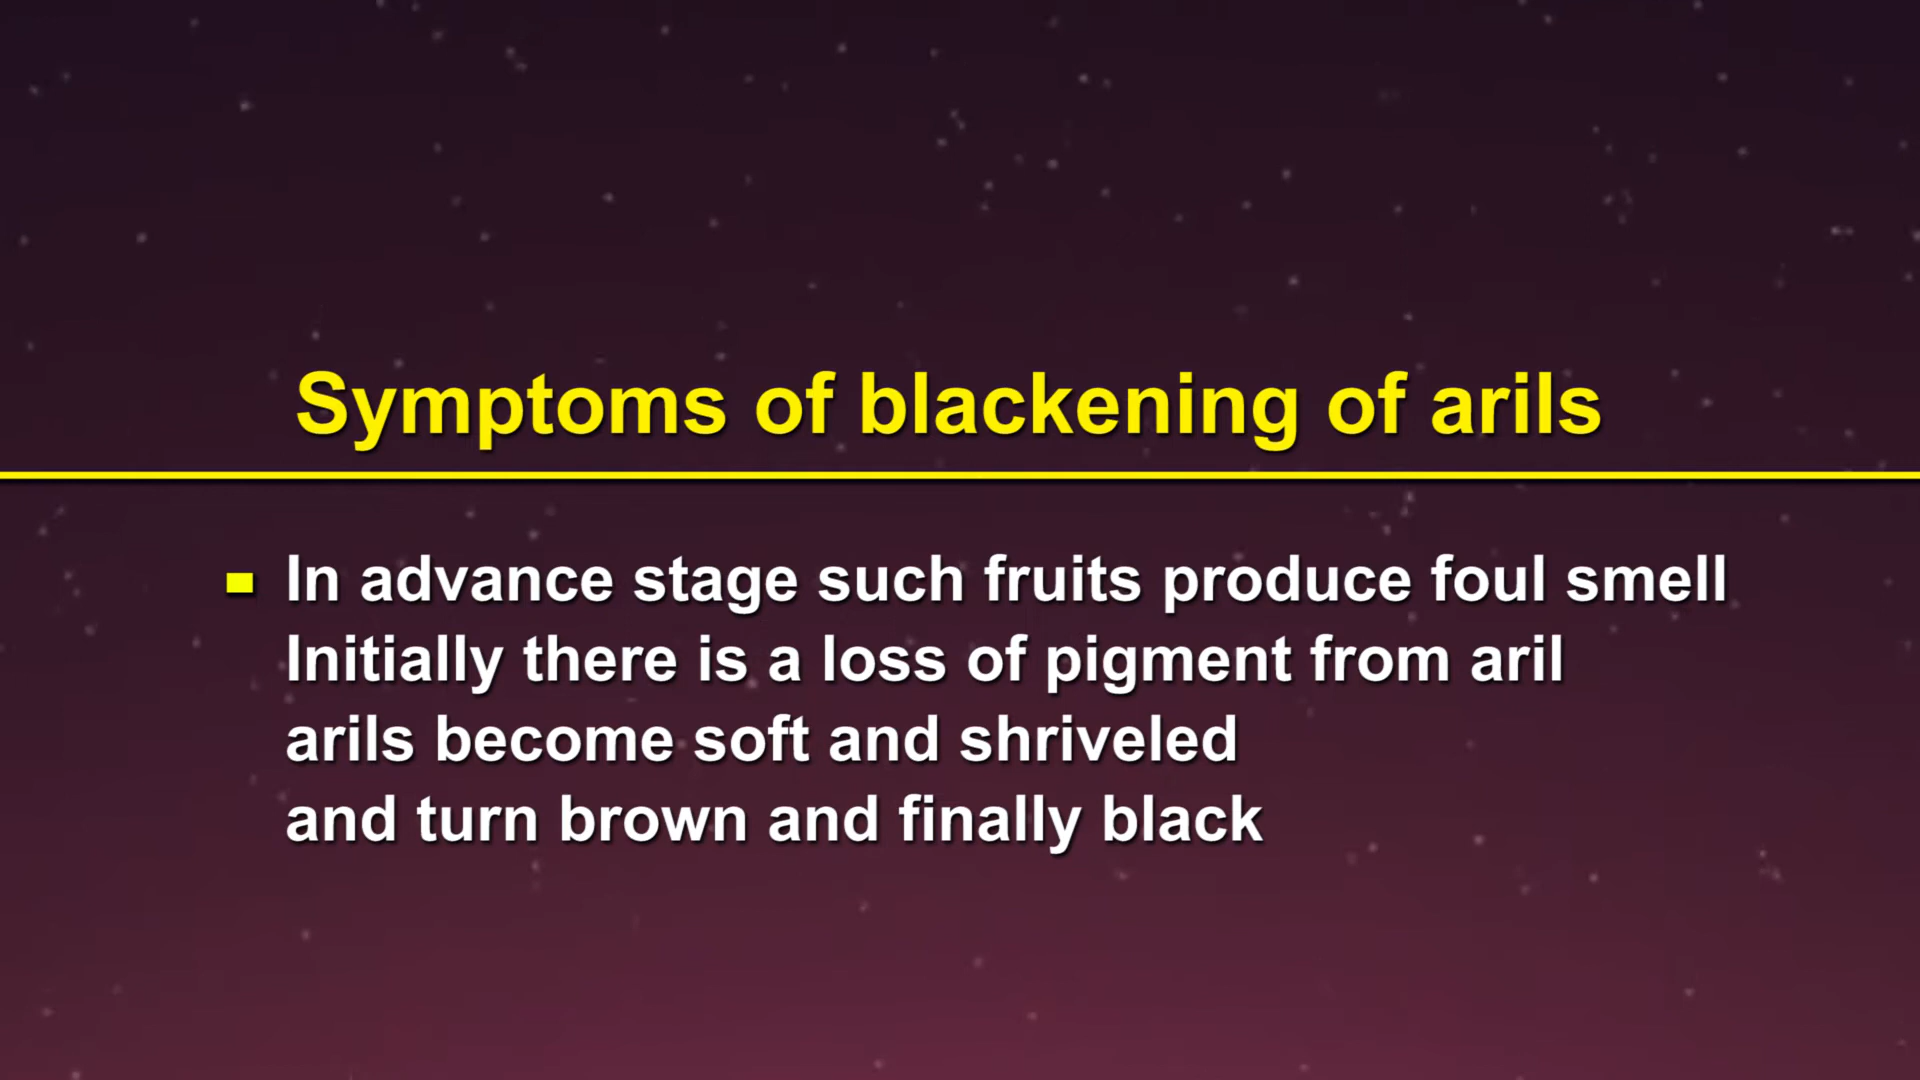 Symptoms of blackening of arils
In advance stage such fruits produce foul smell
Initially there is a loss of pigment from aril
arils become soft and shriveled
and turn brown and finally black